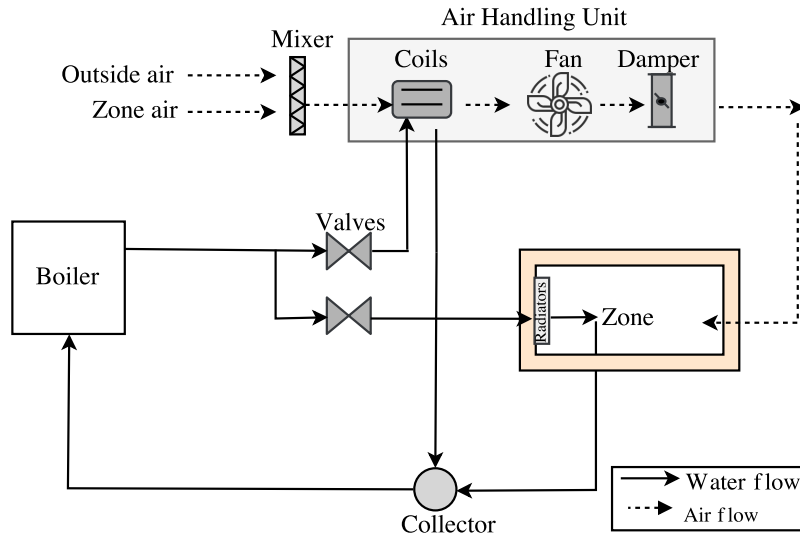 Air Handling Unit
Mixer
Coils
Fan
Damper
Outside air
Zone air
Valves
Boiler
Radiators
Zone
Collector
Water flow
Air flow